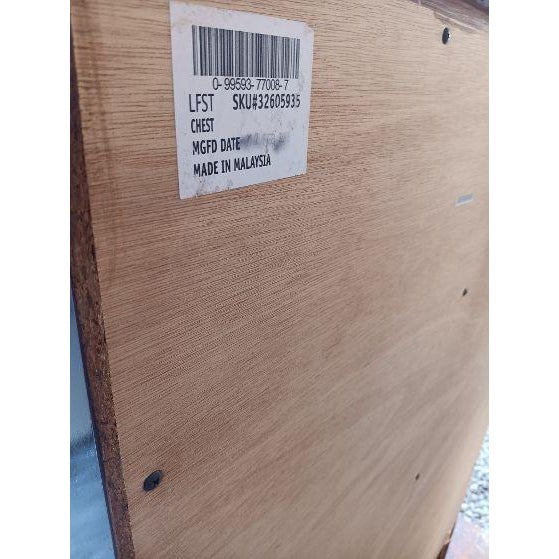 0-99593-77008-7
LFST SKU#32605935
CHEST
MGFD DATE
MADE IN MALAYSIA